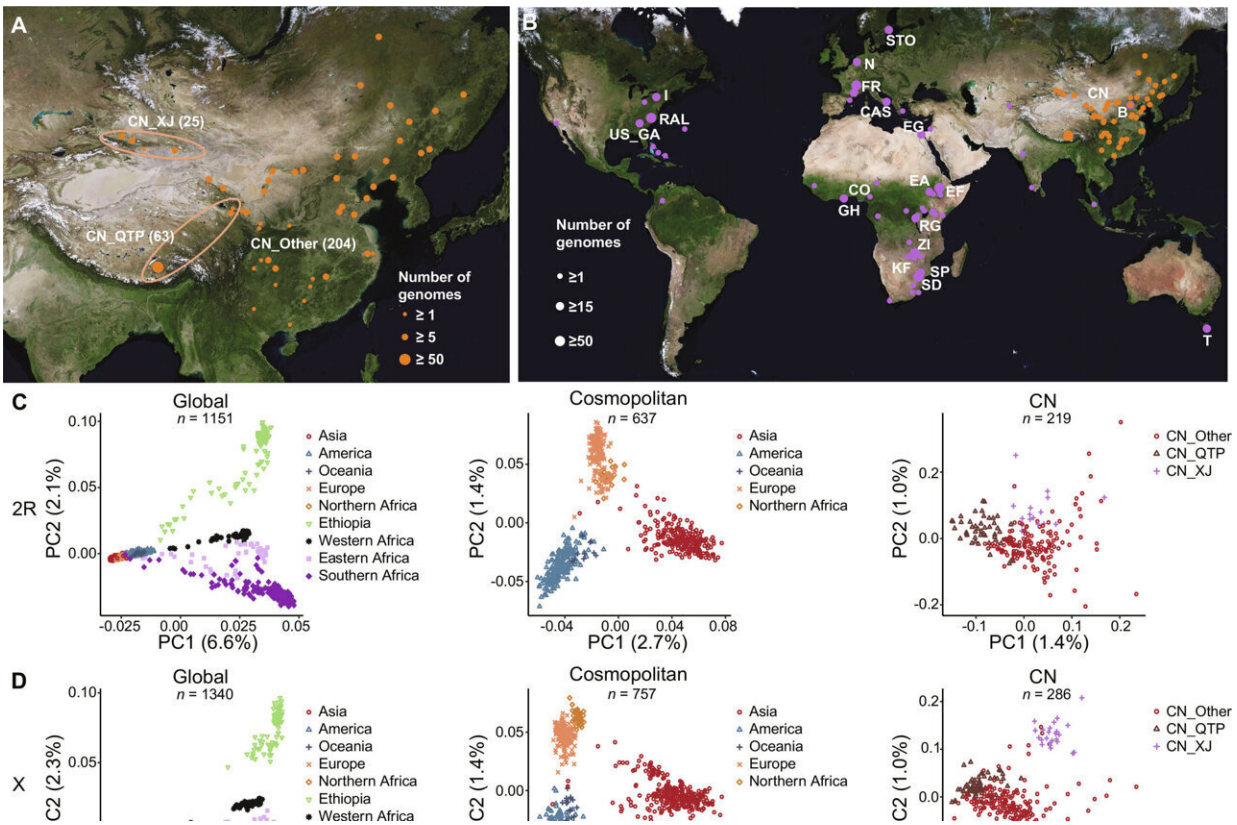 A
CN_XJ (25)
CN_QTP (63)
CN_Other (204)
Number of
genomes
≥ 1
≥ 5
≥ 50
B
STO
N
FR
CAS
I
RAL
US_GA
EG
CN
B
CO
GH
EA
EF
RG
ZI
KF
SP
SD
T
Number of
genomes
≥1
≥15
≥50
C
2R
Global
n = 1151
PC2 (2.1%)
0.10
0.05
0.00
-0.025
0.00
0.05
PC1 (6.6%)
Asia
America
Oceania
Europe
Northern Africa
Ethiopia
Western Africa
Eastern Africa
Southern Africa
Cosmopolitan
n = 637
PC2 (1.4%)
0.05
0.00
-0.05
-0.04
0.00
0.04
0.08
PC1 (2.7%)
Asia
America
Oceania
Europe
Northern Africa
CN
n = 219
PC2 (1.0%)
0.2
0.0
-0.2
-0.1
0.0
0.1
0.2
PC1 (1.4%)
CN_Other
CN_QTP
CN_XJ
D
X
Global
n = 1340
C2 (2.3%)
0.10
0.05
Asia
America
Oceania
Europe
Northern Africa
Ethiopia
Western Africa
Cosmopolitan
n = 757
C2 (1.4%)
0.05
0.00
Asia
America
Oceania
Europe
Northern Africa
CN
n = 286
C2 (1.0%)
0.2
0.1
0.0
CN_Other
CN_QTP
CN_XJ